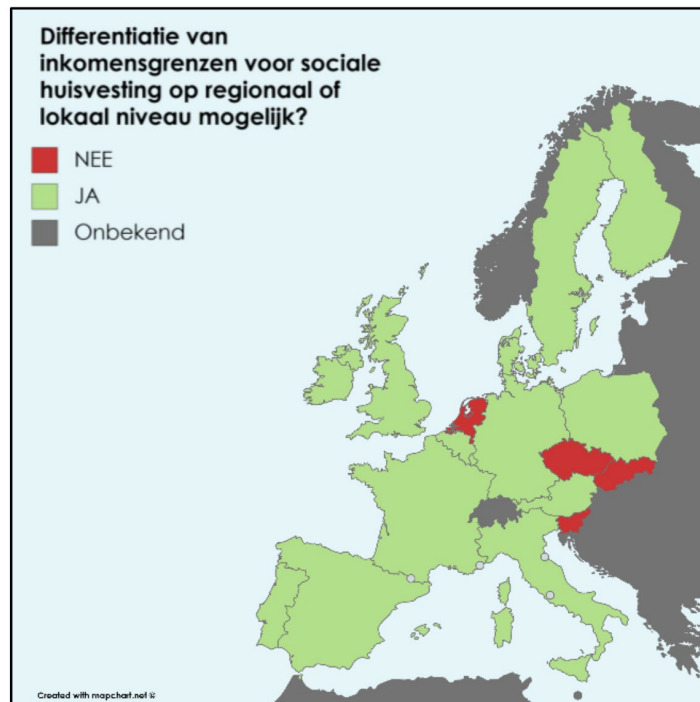 Differentiatie van
inkomensgrenzen voor sociale
huisvesting op regionaal of
lokaal niveau mogelijk?
NEE
JA
Onbekend
Created with mapchart.net ©